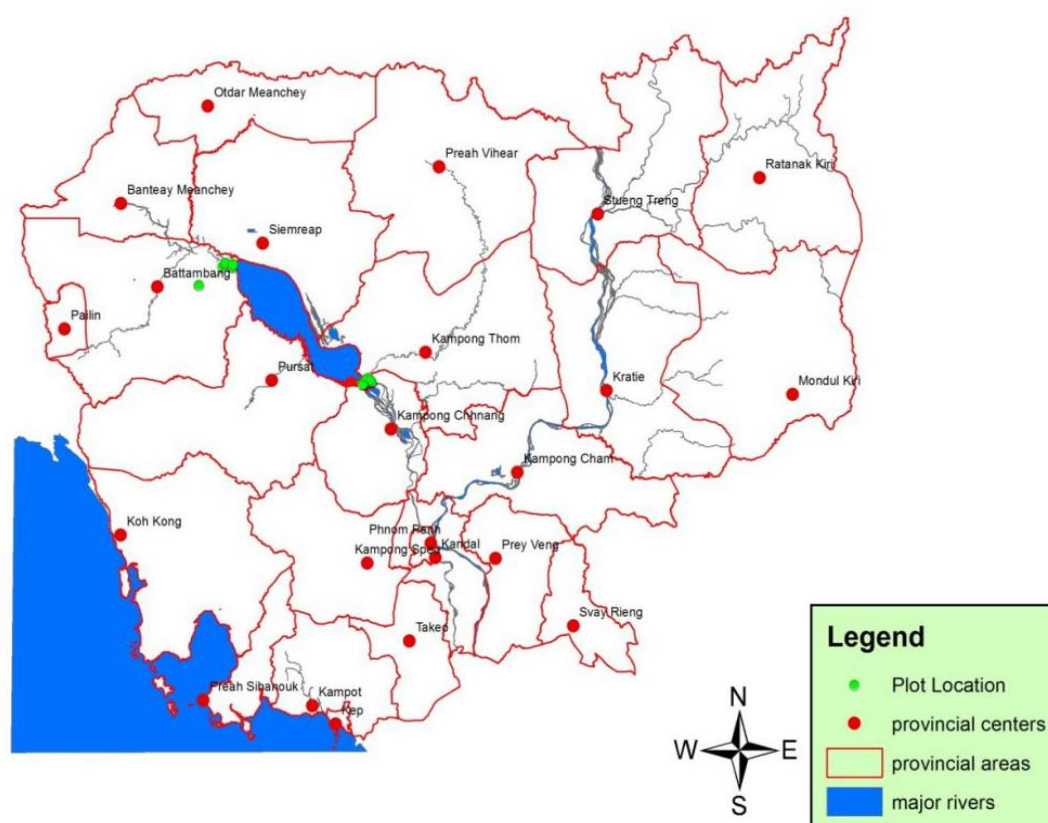 Otdar Meanchey
Preah Vihear
Ratanak Kiri
Banteay Meanchey
Stueng Treng
Siemreap
Battambang
Pailin
Kampong Thom
Pursat
Kratie
Mondul Kiri
Kampong Chhnang
Kampong Cham
Koh Kong
Phnom Penh
Kandal
Kampong Speu
Prey Veng
Svay Rieng
Takeo
Preah Sihanouk
Kampot
Kep
N
W
E
S
Legend
Plot Location
provincial centers
provincial areas
major rivers